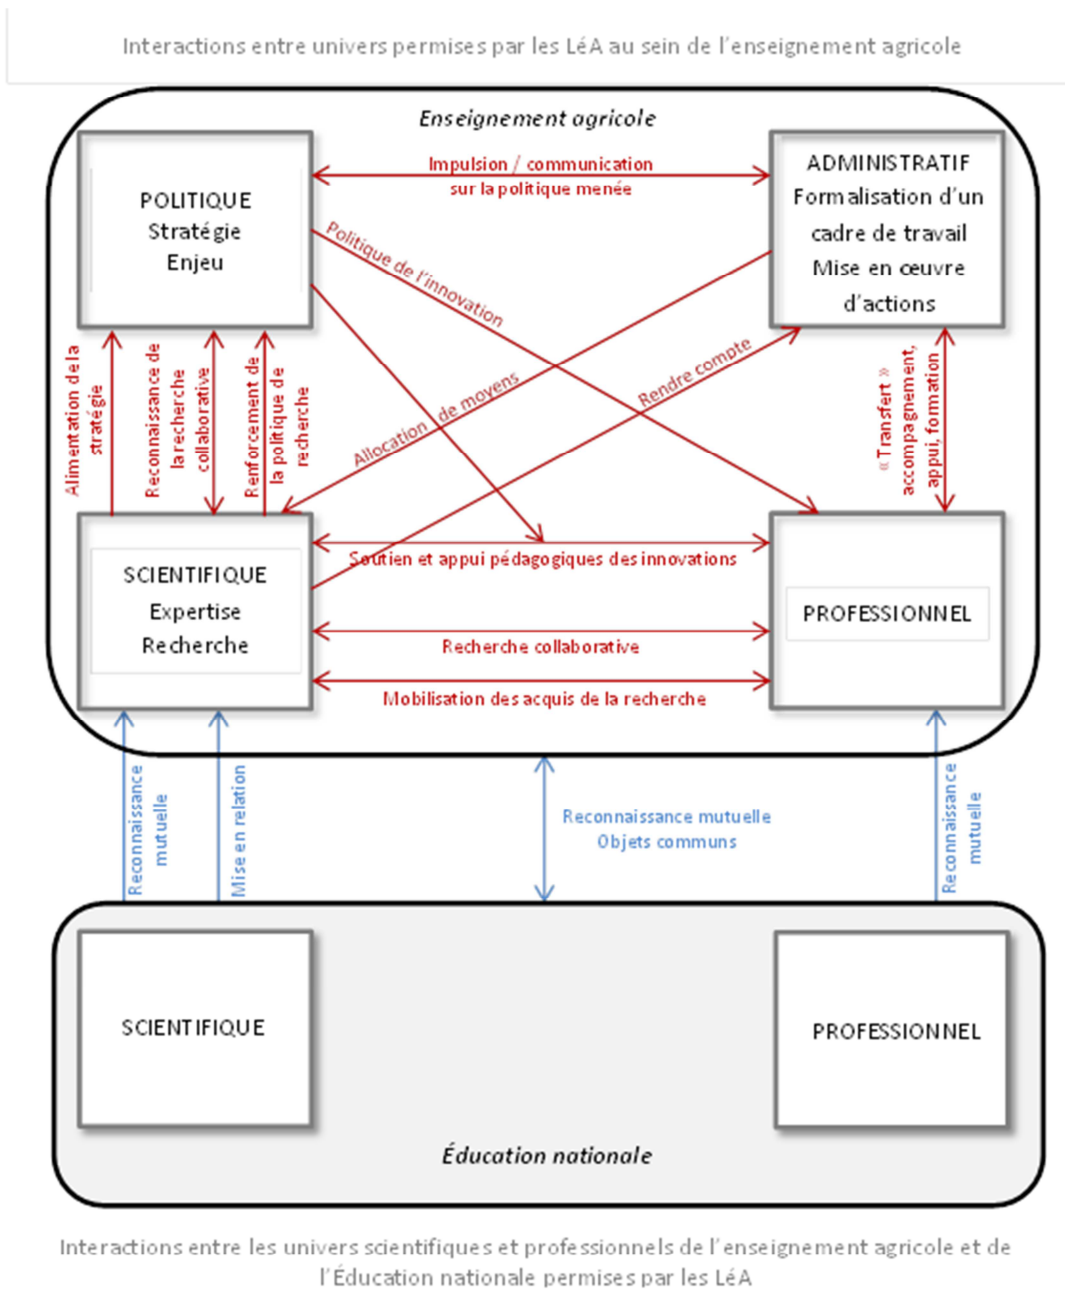 Interactions entre univers permises par les LéA au sein de l'enseignement agricole
Enseignement agricole
POLITIQUE
Stratégie
Enjeu
Impulsion / communication
sur la politique menée
ADMINISTRATIF
Formalisation d'un
cadre de travail
Mise en œuvre
d'actions
Politique de l'innovation
Allocation de moyens
Rendre compte
Alimentation de la
stratégie
Reconnaissance de
la recherche
collaborative
Renforcement de
la politique de
recherche
« Transfert »
accompagnement,
appui, formation
SCIENTIFIQUE
Expertise
Recherche
Soutien et appui pédagogiques des innovations
Recherche collaborative
Mobilisation des acquis de la recherche
PROFESSIONNEL
Reconnaissance
mutuelle
Mise en relation
Reconnaissance mutuelle
Objets communs
Reconnaissance
mutuelle
SCIENTIFIQUE
PROFESSIONNEL
Éducation nationale
Interactions entre les univers scientifiques et professionnels de l'enseignement agricole et de
l'Éducation nationale permises par les LéA